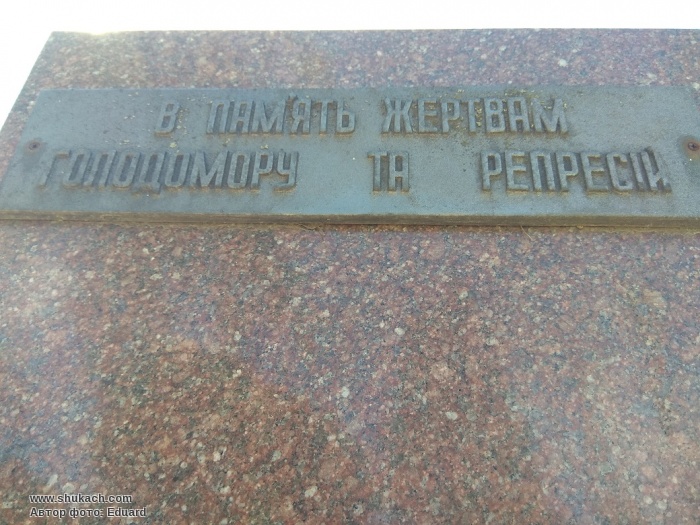 В ПАМ'ЯТЬ ЖЕРТВАМ
ГОЛОДОМОРУ ТА РЕПРЕСІЙ
www.shukach.com
Автор фото: Eduard